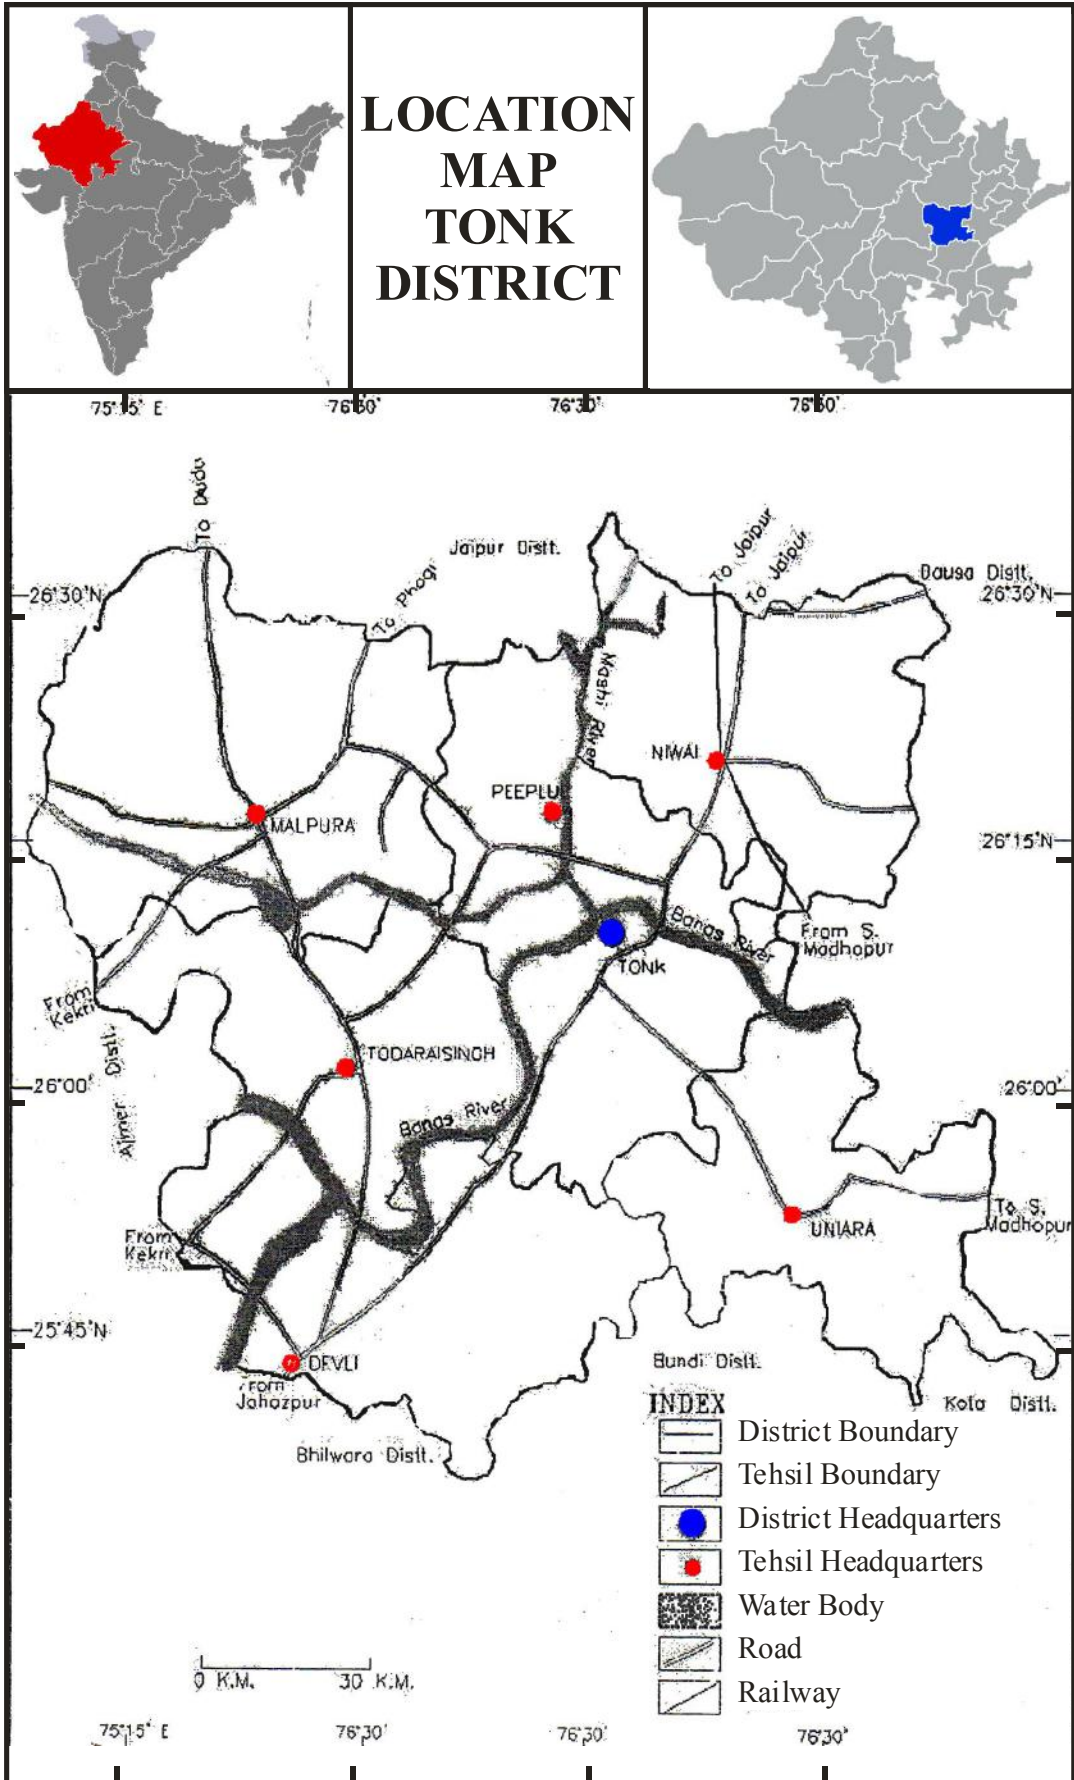 LOCATION
MAP
TONK
DISTRICT
75°15' E
76°30'
76°30'
76°30'
To Dudu
Jaipur Distt.
To Phagi
To Jaipur
To Jaipur
Dausa Distt.
26°30'N
26°30'N
Mashi River
NIWAI
PEEPLU
MALPURA
26°15'N
Banas River
From S.
Madhopur
TONK
From
Kekri
Ajmer Distt.
TODARAISINGH
26°00'
26°00'
Banas River
To S.
Madhopur
UNIARA
From
Kekri
25°45'N
DEVLI
From
Jahazpur
Bundi Distt.
Kota Distt.
Bhilwara Distt.
INDEX
District Boundary
Tehsil Boundary
District Headquarters
Tehsil Headquarters
Water Body
Road
Railway
0 K.M. 30 K.M.
75°15' E
76°30'
76°30'
76°30'